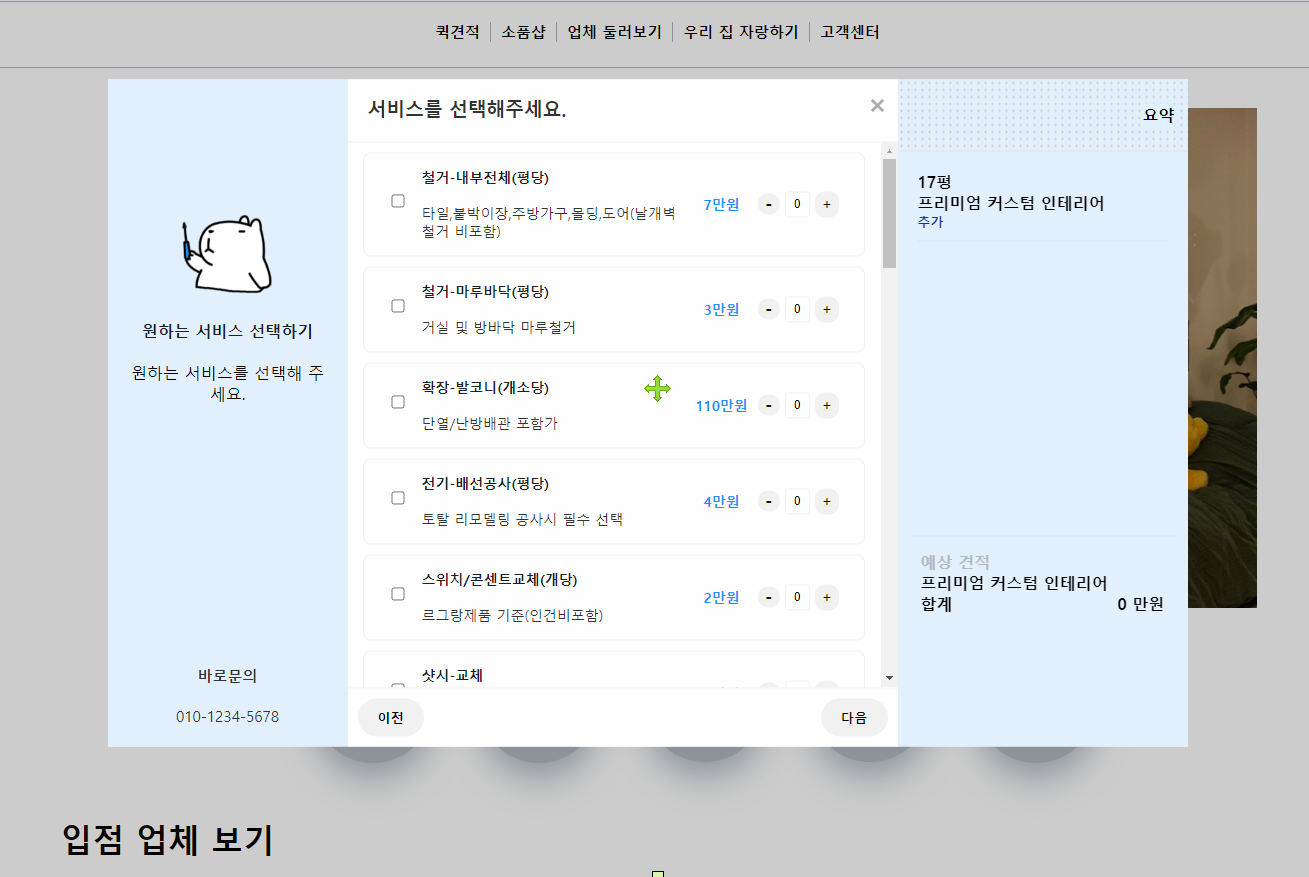 퀵견적 소품샵 업체 둘러보기 우리 집 자랑하기 고객센터
서비스를 선택해주세요.
×
요약
원하는 서비스 선택하기
원하는 서비스를 선택해 주
세요.
바로문의
010-1234-5678
철거-내부전체(평당)
타일,붙박이장,주방가구,몰딩,도어(날개벽
철거 비포함)
7만원 - 0 +
철거-마루바닥(평당)
거실 및 방바닥 마루철거
3만원 - 0 +
확장-발코니(개소당)
단열/난방배관 포함가
110만원 - 0 +
전기-배선공사(평당)
토탈 리모델링 공사시 필수 선택
4만원 - 0 +
스위치/콘센트교체(개당)
르그랑제품 기준(인건비포함)
2만원 - 0 +
샷시-교체
이전
다음
17평
프리미엄 커스텀 인테리어
추가
예상 견적
프리미엄 커스텀 인테리어
합계 0 만원
입점 업체 보기